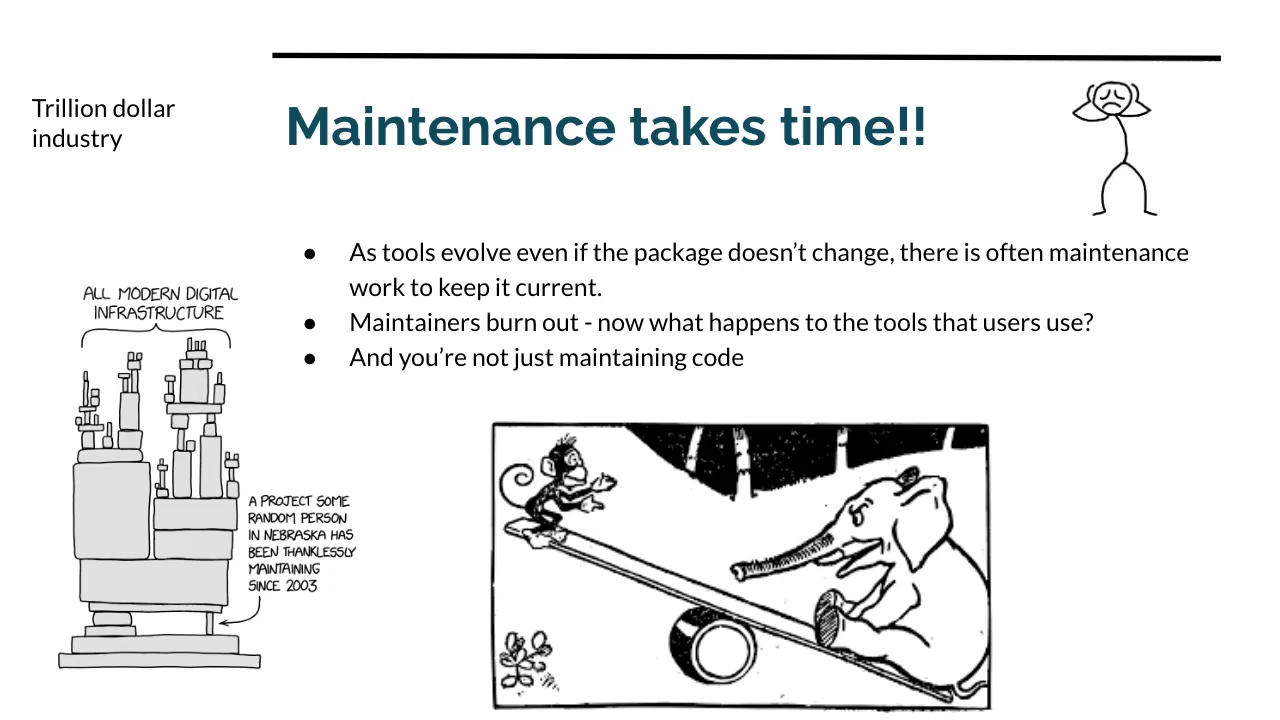 Trillion dollar
industry
Maintenance takes time!!
● As tools evolve even if the package doesn’t change, there is often maintenance
work to keep it current.
● Maintainers burn out - now what happens to the tools that users use?
● And you’re not just maintaining code
ALL MODERN DIGITAL
INFRASTRUCTURE
A PROJECT SOME
RANDOM PERSON
IN NEBRASKA HAS
BEEN THANKLESSLY
MAINTAINING
SINCE 2003